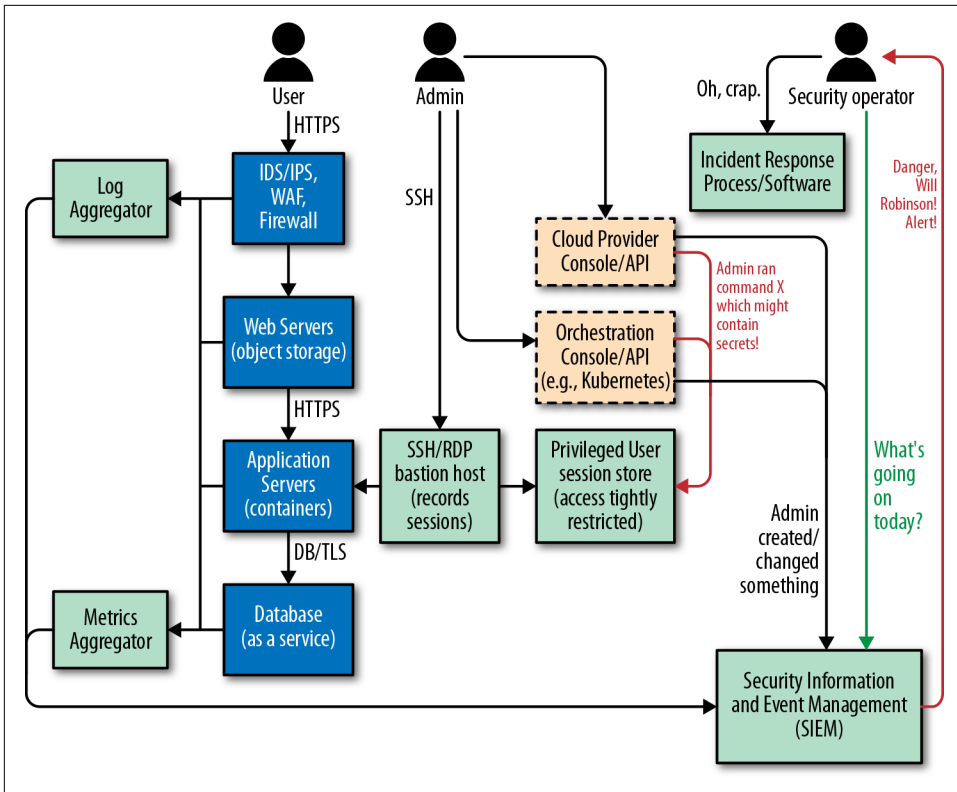 User
Admin
Security operator
Oh, crap.
HTTPS
IDS/IPS,
WAF,
Firewall
Log
Aggregator
SSH
Incident Response
Process/Software
Danger,
Will
Robinson!
Alert!
Cloud Provider
Console/API
Admin ran
command X
which might
contain
secrets!
Web Servers
(object storage)
Orchestration
Console/API
(e.g., Kubernetes)
HTTPS
Application
Servers
(containers)
SSH/RDP
bastion host
(records
sessions)
Privileged User
session store
(access tightly
restricted)
What's
going
on
today?
Admin
created/
changed
something
DB/TLS
Metrics
Aggregator
Database
(as a service)
Security Information
and Event Management
(SIEM)